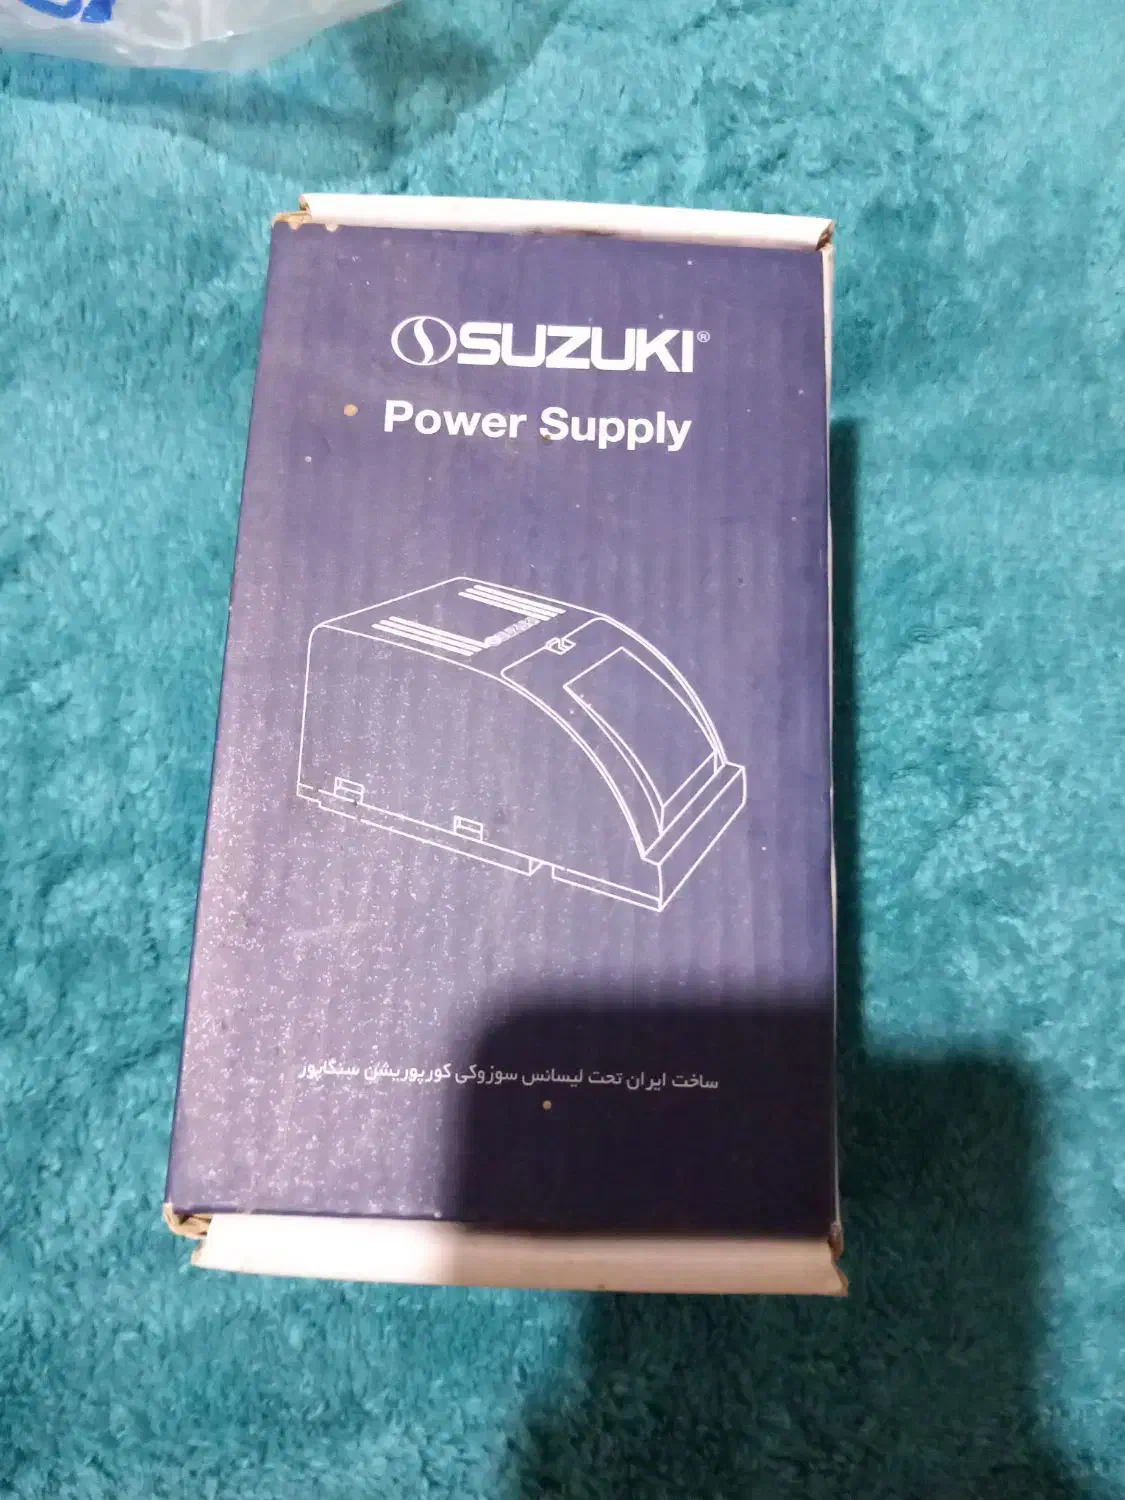 SUZUKI®
Power Supply
ساخت ایران تحت لیسانس سوزوکی کورپوریشن سنگاپور